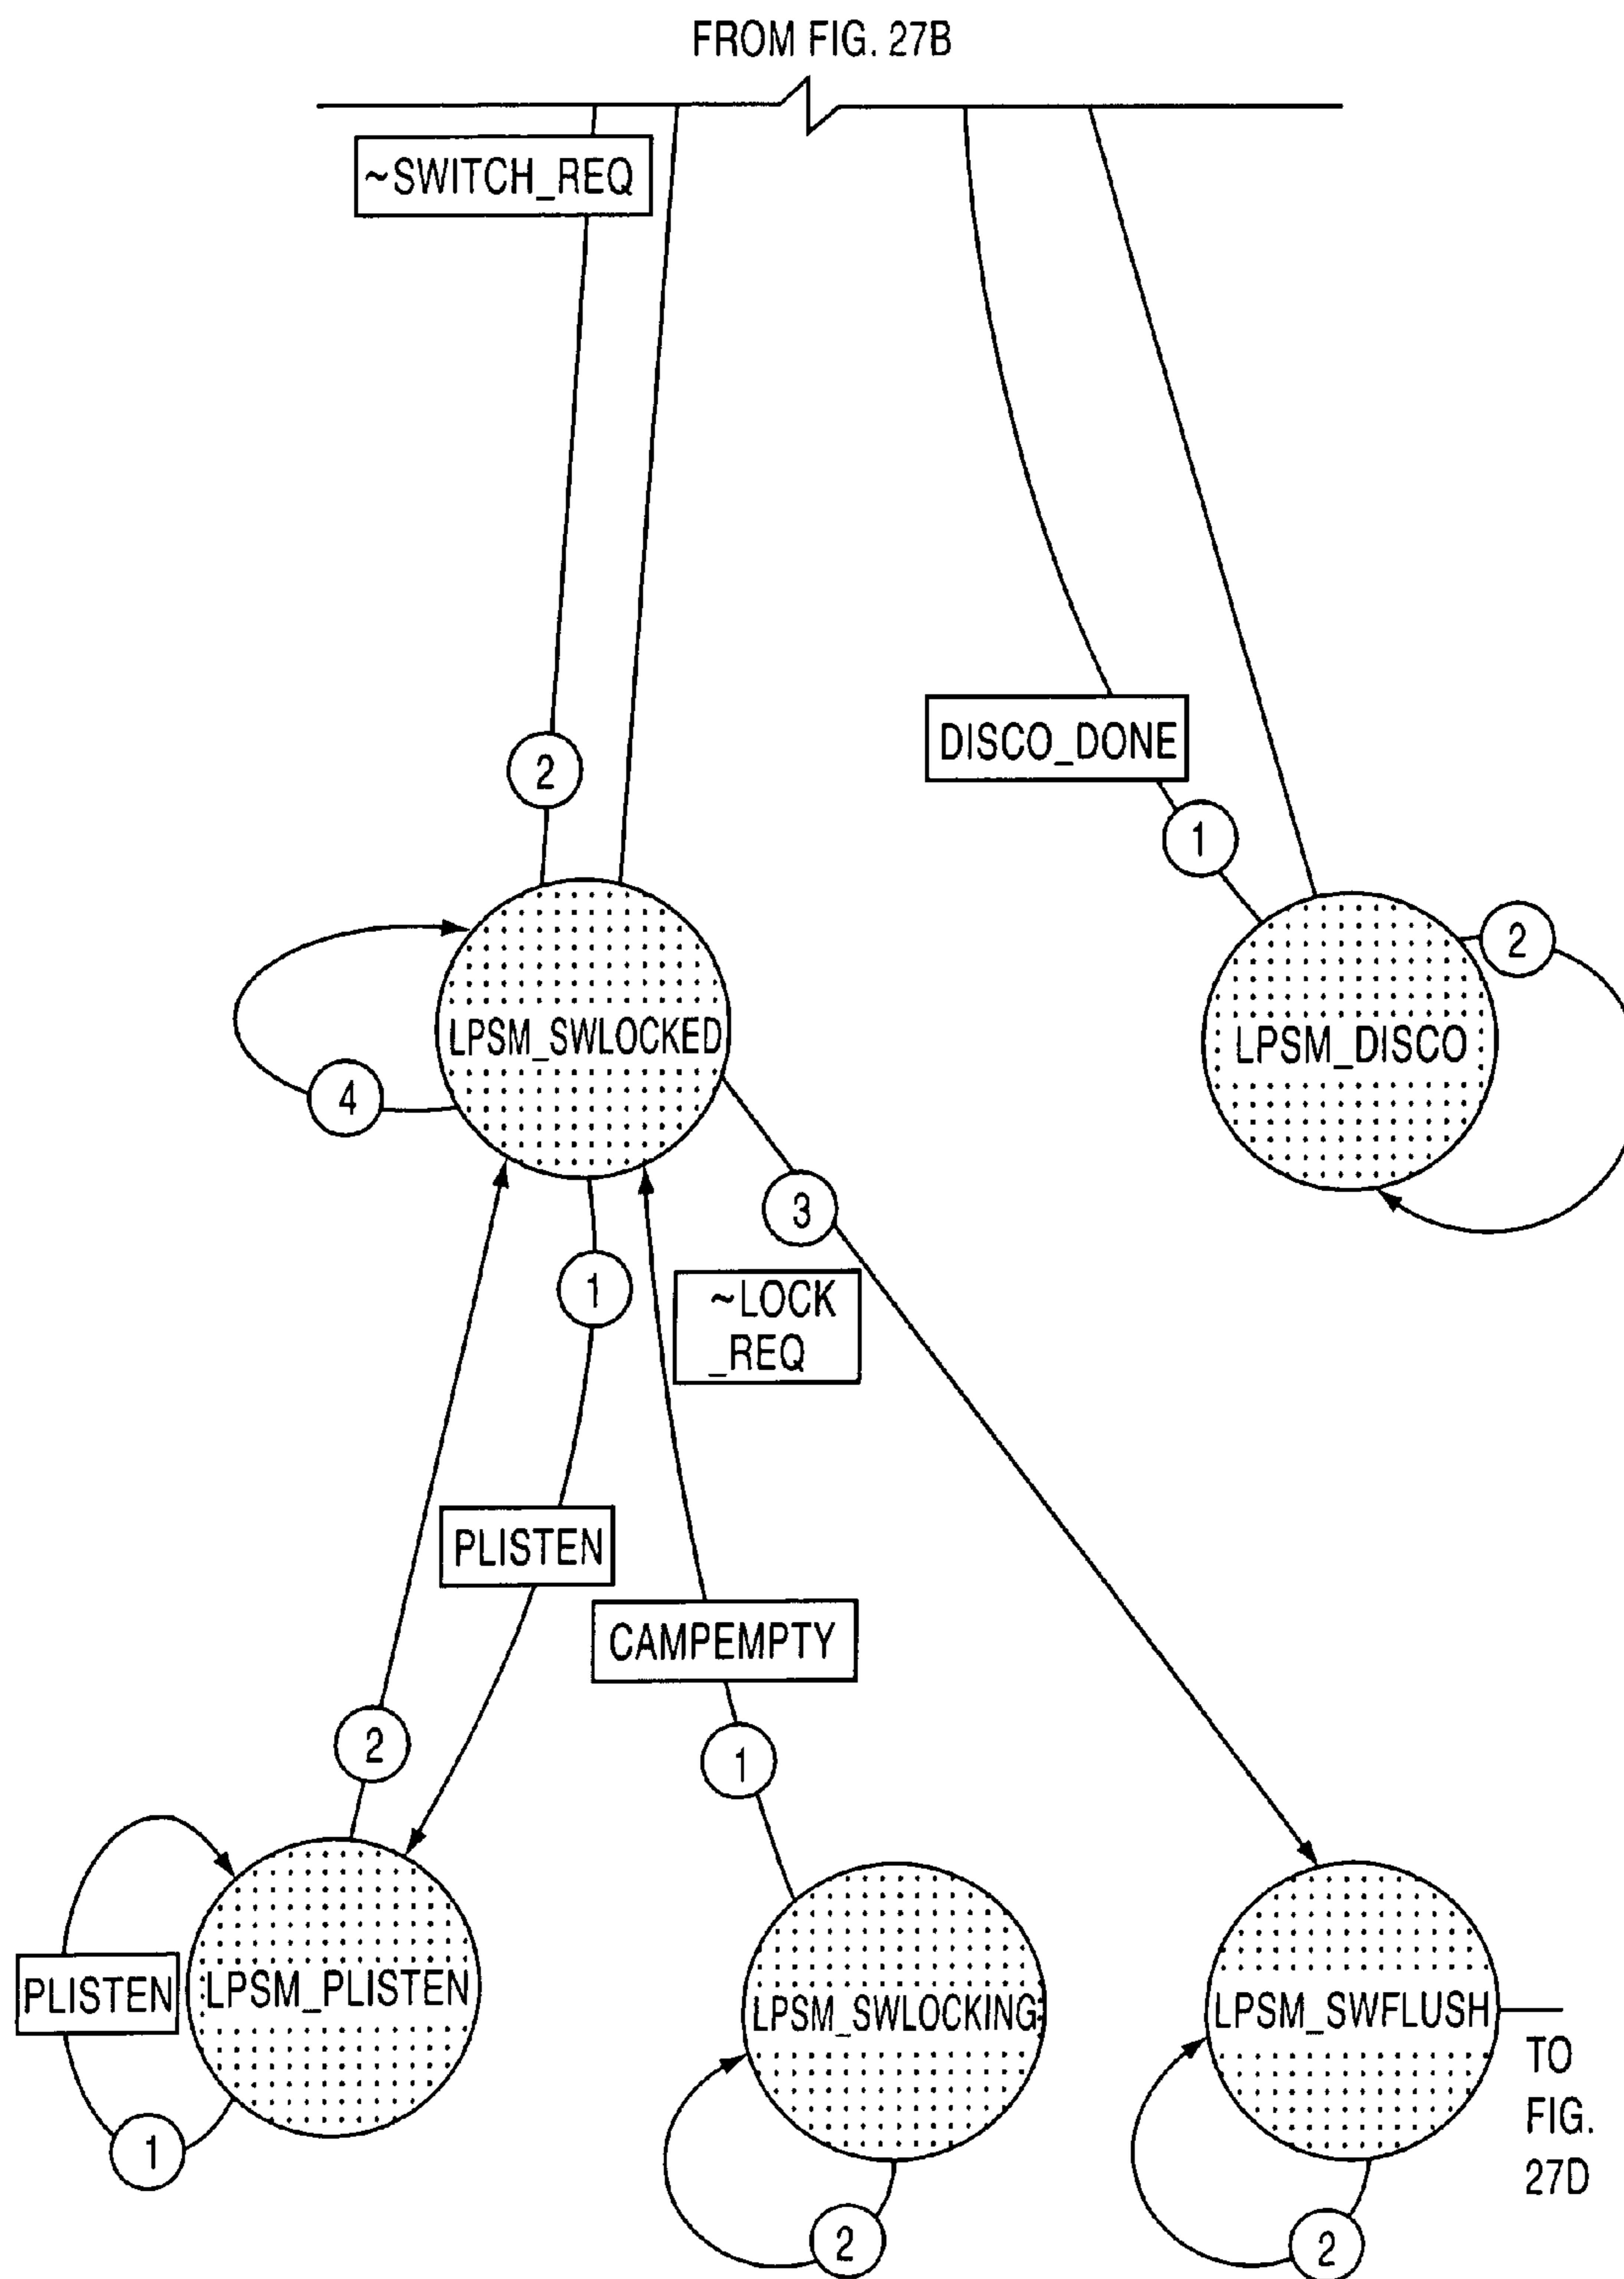 FROM FIG. 27B
~SWITCH_REQ
2
DISCO_DONE
1
2
LPSM_SWLOCKED
LPSM_DISCO
4
3
1
~LOCK
_REQ
PLISTEN
CAMPEMPTY
2
1
PLISTEN
LPSM_PLISTEN
LPSM_SWLOCKING
LPSM_SWFLUSH
TO
FIG.
27D
1
2
2